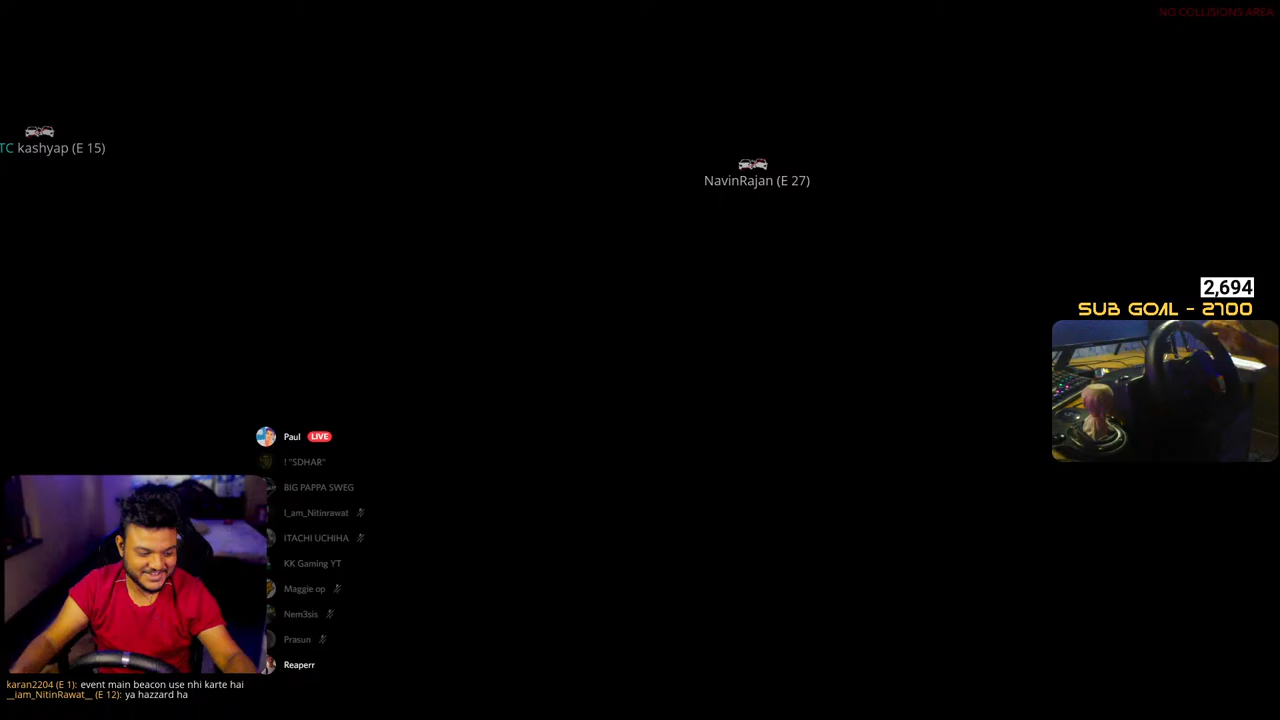 NO COLLISIONS AREA
TC kashyap (E 15)
NavinRajan (E 27)
2,694
SUB GOAL - 2700
Paul LIVE
! "SDHAR"
BIG PAPPA SWEG
I_am_Nitinrawat
ITACHI UCHIHA
KK Gaming YT
Maggie op
Nem3sis
Prasun
Reaperr
karan2204 (E 1): event main beacon use nhi karte hai
__iam_NitinRawat__ (E 12): ya hazzard ha